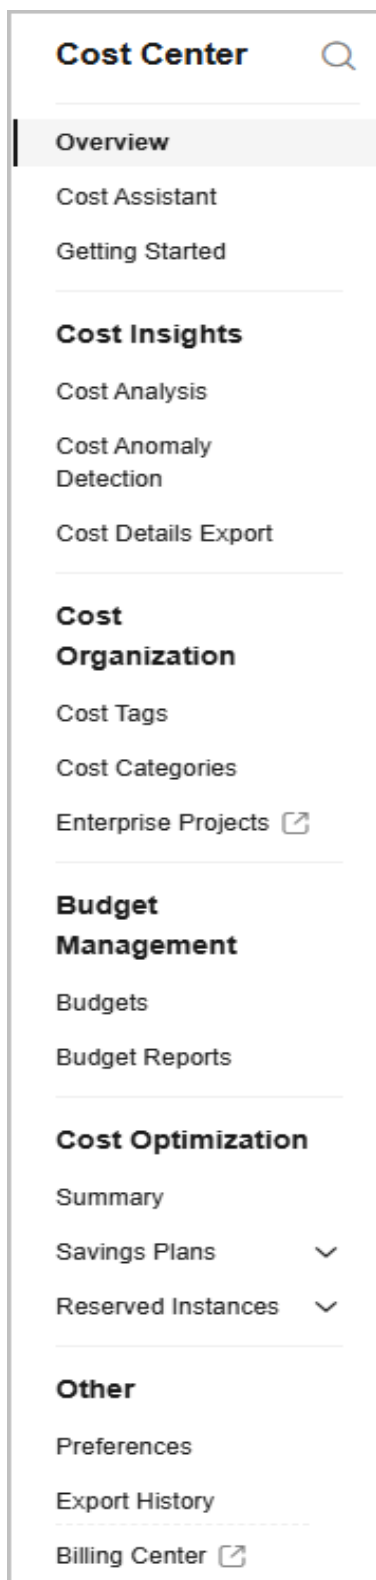 Cost Center
Overview
Cost Assistant
Getting Started
Cost Insights
Cost Analysis
Cost Anomaly
Detection
Cost Details Export
Cost
Organization
Cost Tags
Cost Categories
Enterprise Projects
Budget
Management
Budgets
Budget Reports
Cost Optimization
Summary
Savings Plans
Reserved Instances
Other
Preferences
Export History
Billing Center